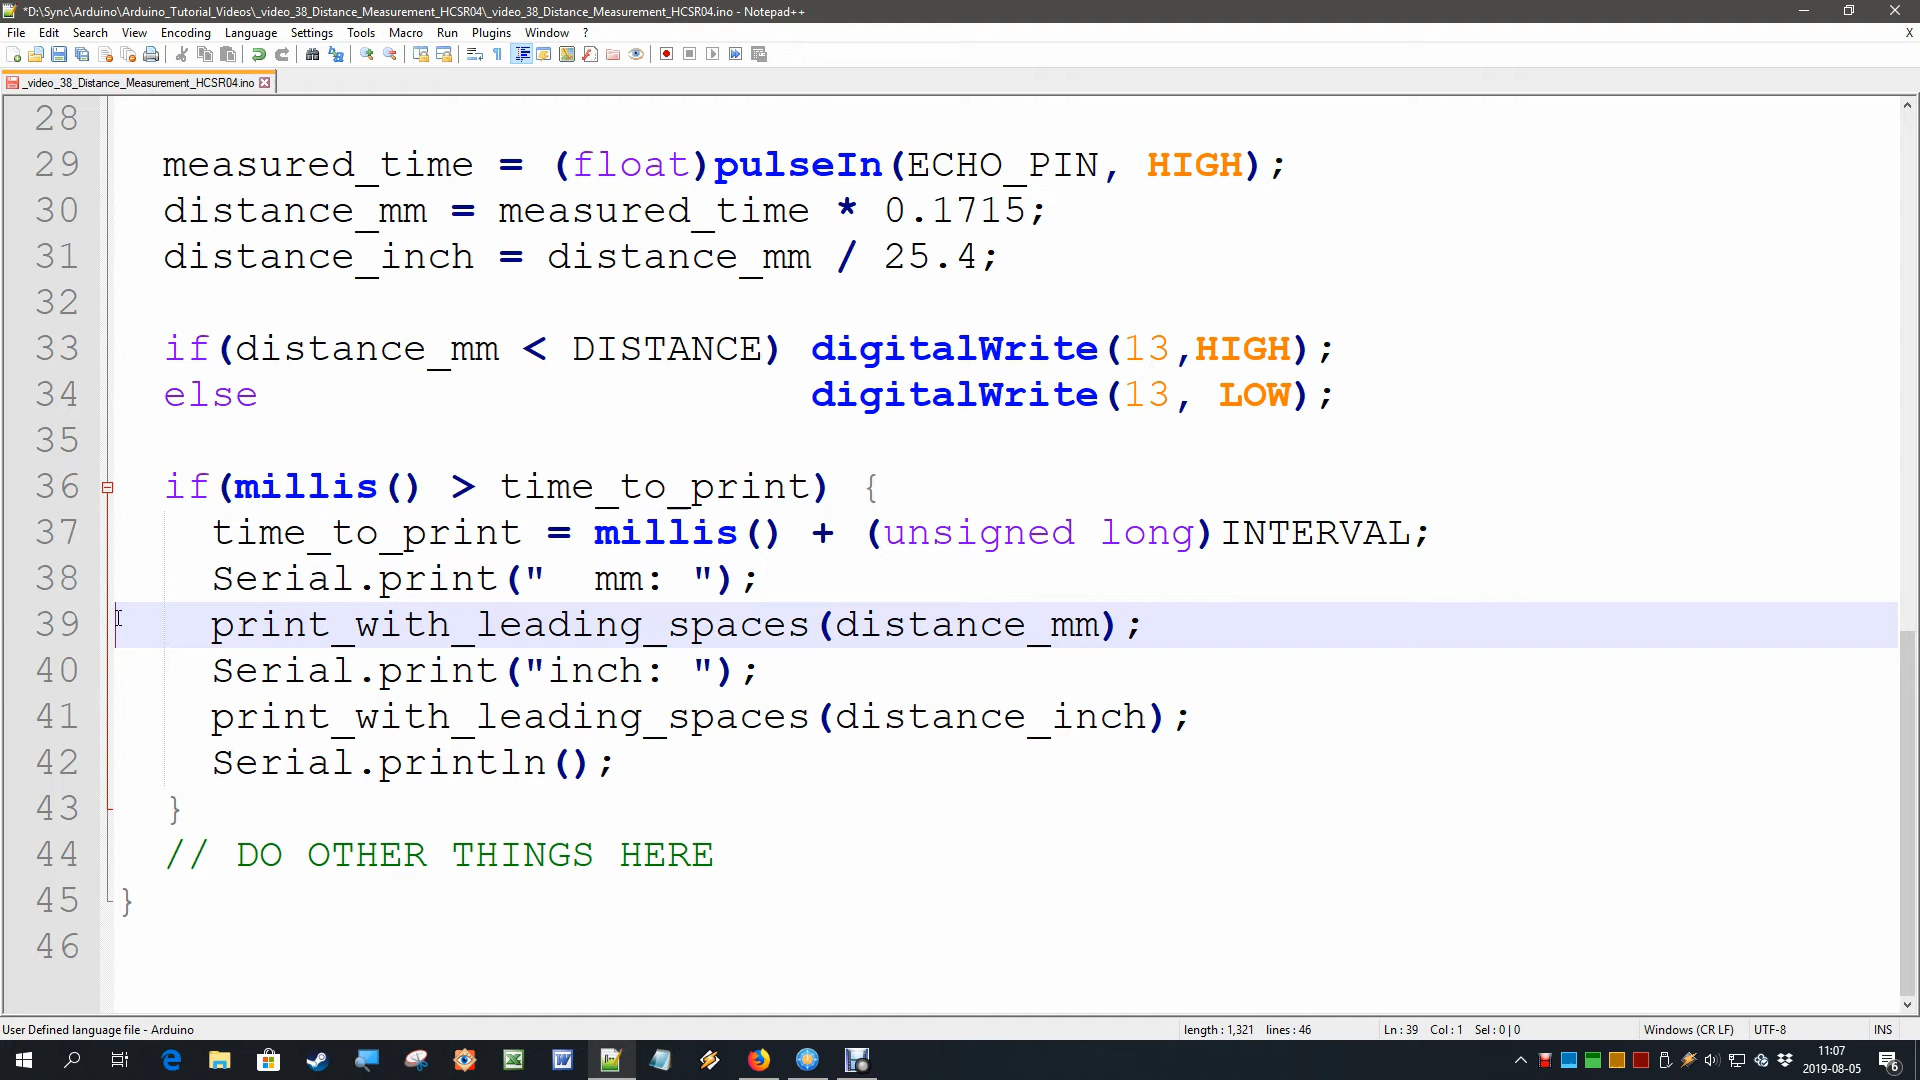 *D:\Sync\Arduino\Arduino_Tutorial_Videos\_video_38_Distance_Measurement_HCSR04\_video_38_Distance_Measurement_HCSR04.ino - Notepad++
File Edit Search View Encoding Language Settings Tools Macro Run Plugins Window ? X
_video_38_Distance_Measurement_HCSR04.ino
28
29 measured_time = (float)pulseIn(ECHO_PIN, HIGH);
30 distance_mm = measured_time * 0.1715;
31 distance_inch = distance_mm / 25.4;
32
33 if(distance_mm < DISTANCE) digitalWrite(13,HIGH);
34 else digitalWrite(13, LOW);
35
36 if(millis() > time_to_print) {
37 time_to_print = millis() + (unsigned long)INTERVAL;
38 Serial.print("  mm: ");
39 print_with_leading_spaces(distance_mm);
40 Serial.print("inch: ");
41 print_with_leading_spaces(distance_inch);
42 Serial.println();
43 }
44 // DO OTHER THINGS HERE
45 }
46
User Defined language file - Arduino length : 1,321 lines : 46 Ln : 39 Col : 1 Sel : 0 | 0 Windows (CR LF) UTF-8 INS
11:07
2019-08-05
6